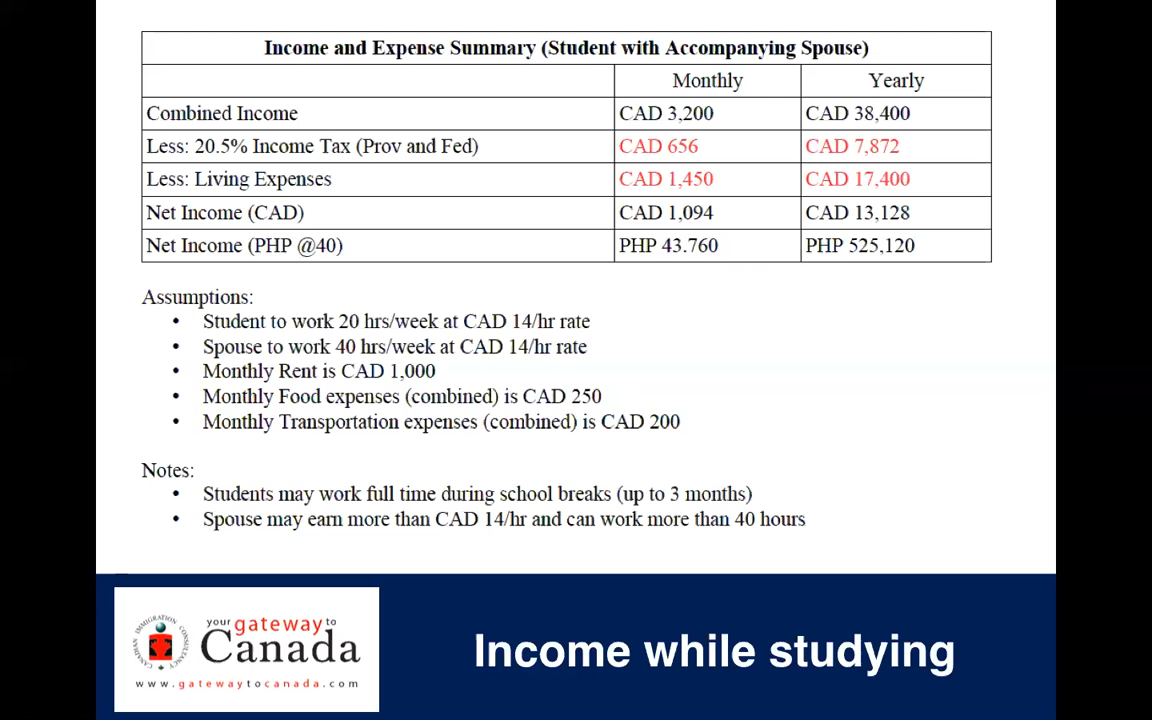 Income and Expense Summary (Student with Accompanying Spouse)
Monthly Yearly
Combined Income CAD 3,200 CAD 38,400
Less: 20.5% Income Tax (Prov and Fed) CAD 656 CAD 7,872
Less: Living Expenses CAD 1,450 CAD 17,400
Net Income (CAD) CAD 1,094 CAD 13,128
Net Income (PHP @40) PHP 43.760 PHP 525,120
Assumptions:
• Student to work 20 hrs/week at CAD 14/hr rate
• Spouse to work 40 hrs/week at CAD 14/hr rate
• Monthly Rent is CAD 1,000
• Monthly Food expenses (combined) is CAD 250
• Monthly Transportation expenses (combined) is CAD 200
Notes:
• Students may work full time during school breaks (up to 3 months)
• Spouse may earn more than CAD 14/hr and can work more than 40 hours
CANADIAN IMMIGRATION CONSULTANCY
your gateway to
Canada
www.gatewaytocanada.com
Income while studying